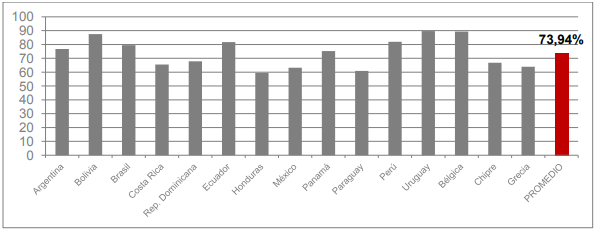 100
90
80
70
60
50
40
30
20
10
0
73,94%
Argentina
Bolivia
Brasil
Costa Rica
Rep. Dominicana
Ecuador
Honduras
México
Panamá
Paraguay
Perú
Uruguay
Bélgica
Chipre
Grecia
PROMEDIO